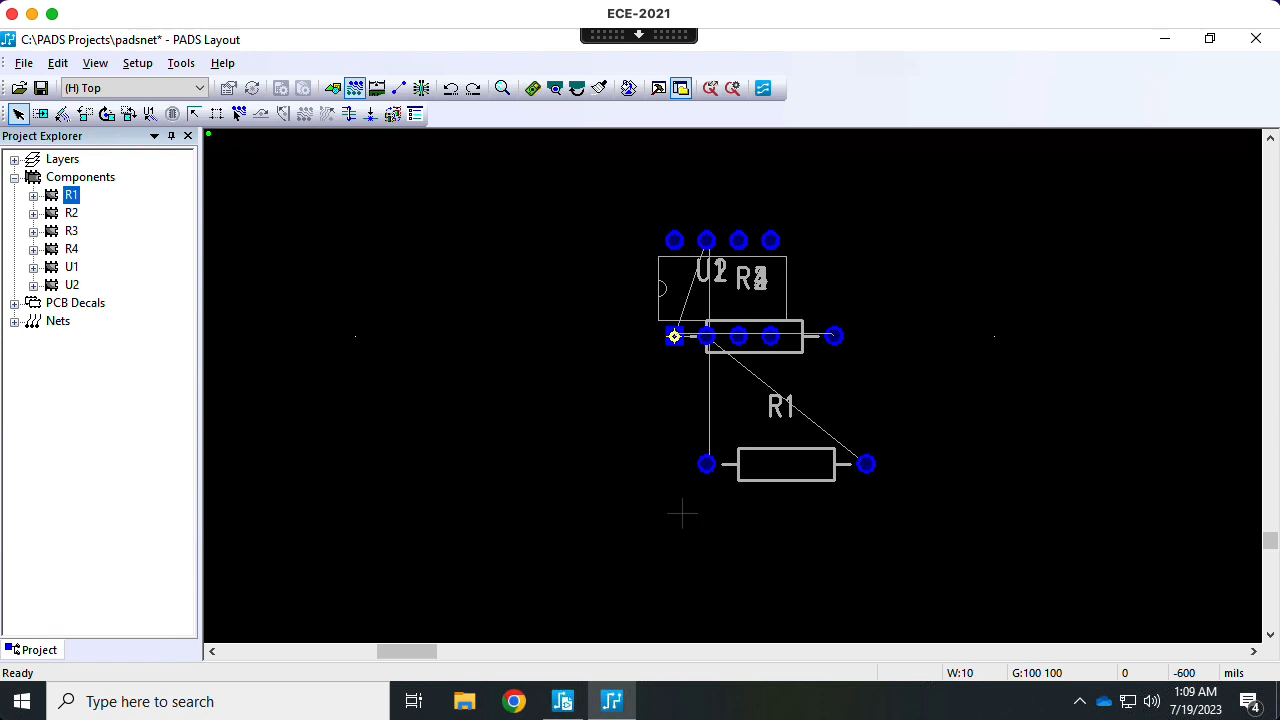 ECE-2021
C:\PADS Projects\padsnet* - PADS Layout
File Edit View Setup Tools Help
(H) Top
Project Explorer
Layers
Components
R1
R2
R3
R4
U1
U2
PCB Decals
Nets
R1
Project
Ready
W:10 G:100 100 0 -600 mils
Type here to search
1:09 AM
7/19/2023
4